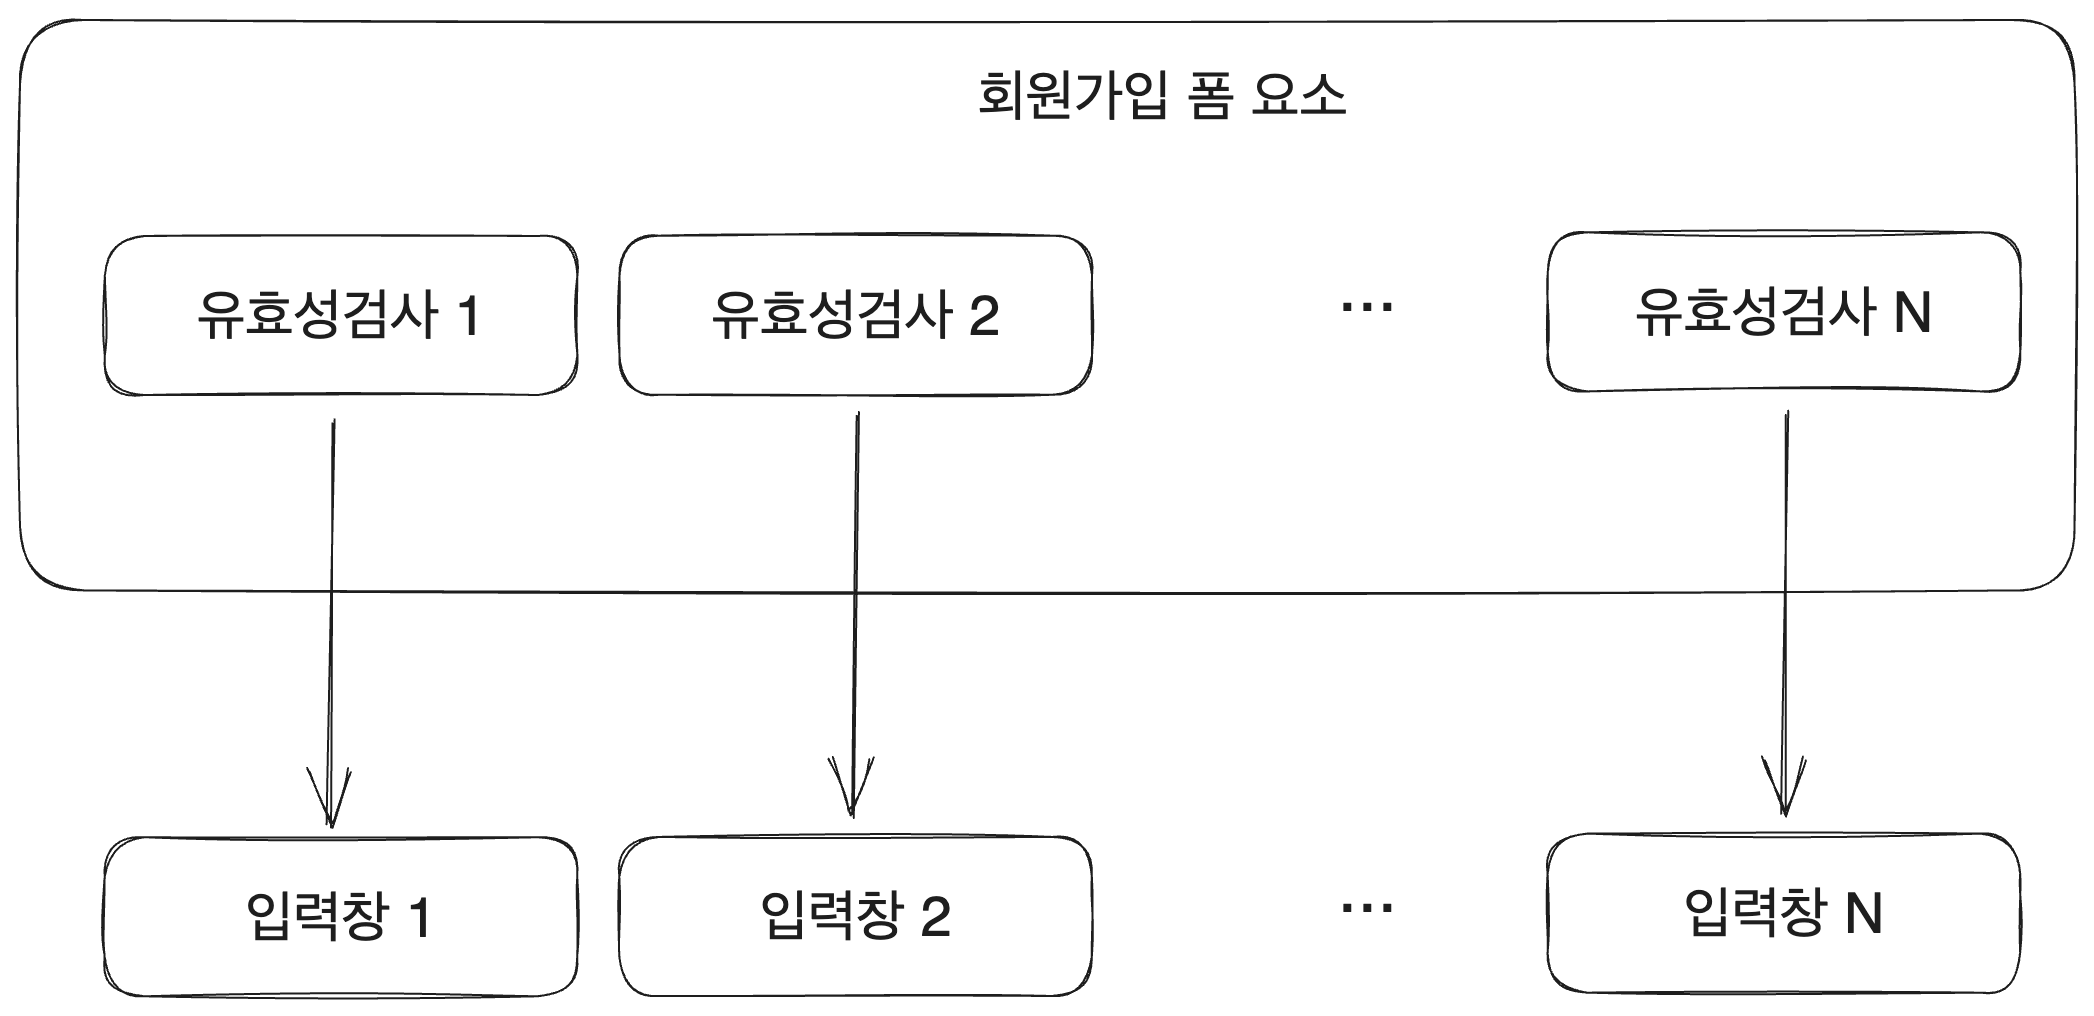 회원가입 폼 요소
유효성검사 1
유효성검사 2
...
유효성검사 N
입력창 1
입력창 2
...
입력창 N